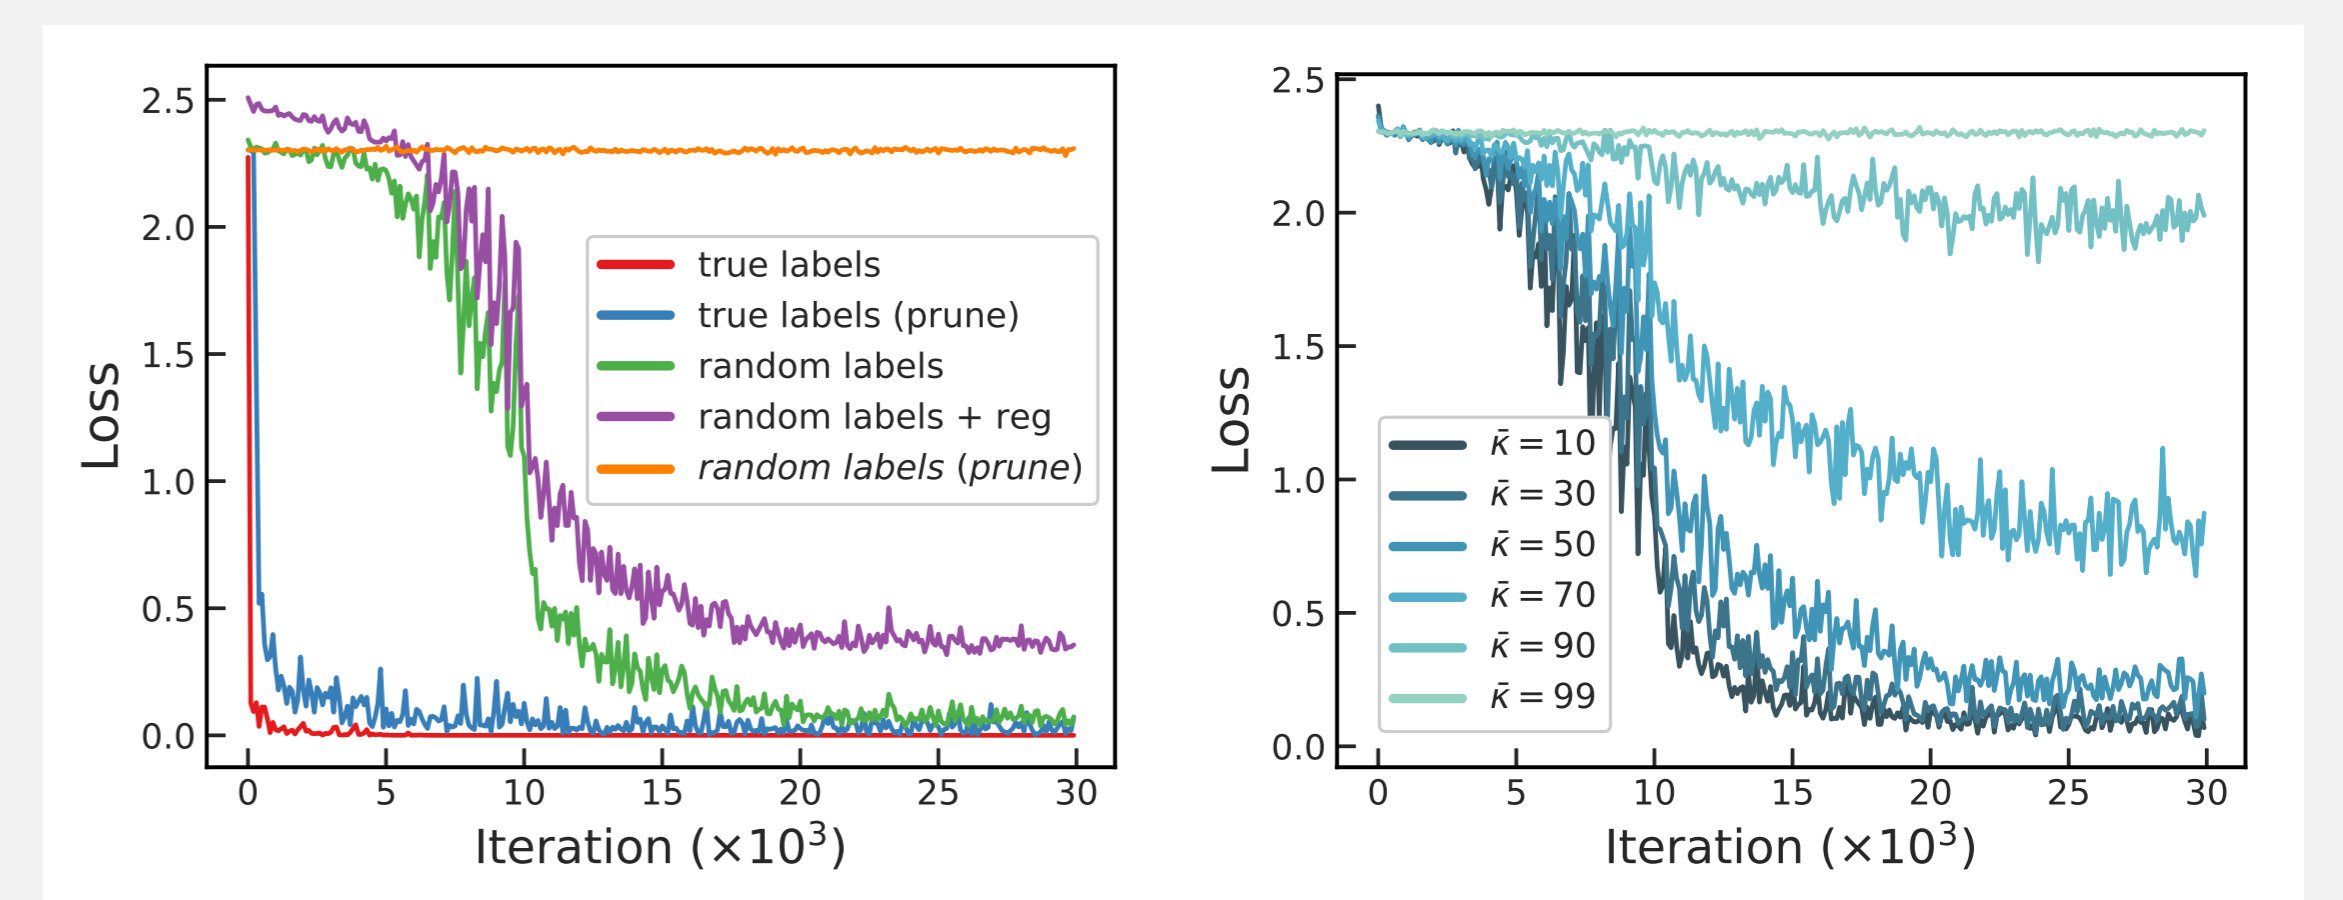 2.5
2.0
1.5
1.0
0.5
0.0
Loss
0 5 10 15 20 25 30
Iteration (×10³)
true labels
true labels (prune)
random labels
random labels + reg
random labels (prune)
2.5
2.0
1.5
1.0
0.5
0.0
Loss
0 5 10 15 20 25 30
Iteration (×10³)
κ̄ = 10
κ̄ = 30
κ̄ = 50
κ̄ = 70
κ̄ = 90
κ̄ = 99